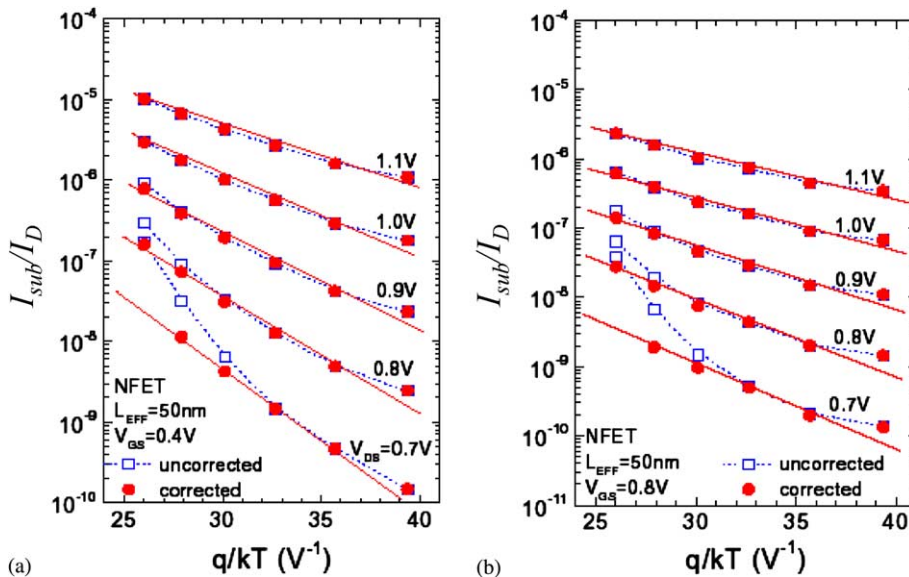 10^-4
10^-5
10^-6
10^-7
10^-8
10^-9
10^-10
I_sub/I_D
1.1V
1.0V
0.9V
0.8V
V_DS=0.7V
NFET
L_EFF=50nm
V_GS=0.4V
uncorrected
corrected
25 30 35 40
q/kT (V^-1)
(a)
10^-4
10^-5
10^-6
10^-7
10^-8
10^-9
10^-10
10^-11
I_sub/I_D
1.1V
1.0V
0.9V
0.8V
0.7V
NFET
L_EFF=50nm
V_GS=0.8V
uncorrected
corrected
25 30 35 40
q/kT (V^-1)
(b)